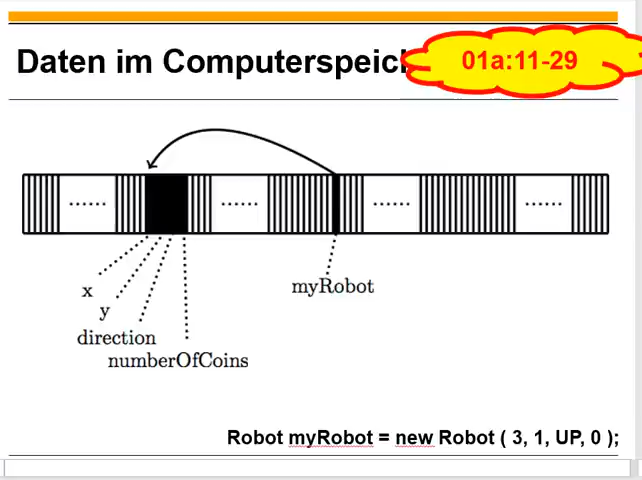 Daten im Computerspeic
01a:11-29
......
......
......
......
x
y
direction
numberOfCoins
myRobot
Robot myRobot = new Robot ( 3, 1, UP, 0 );